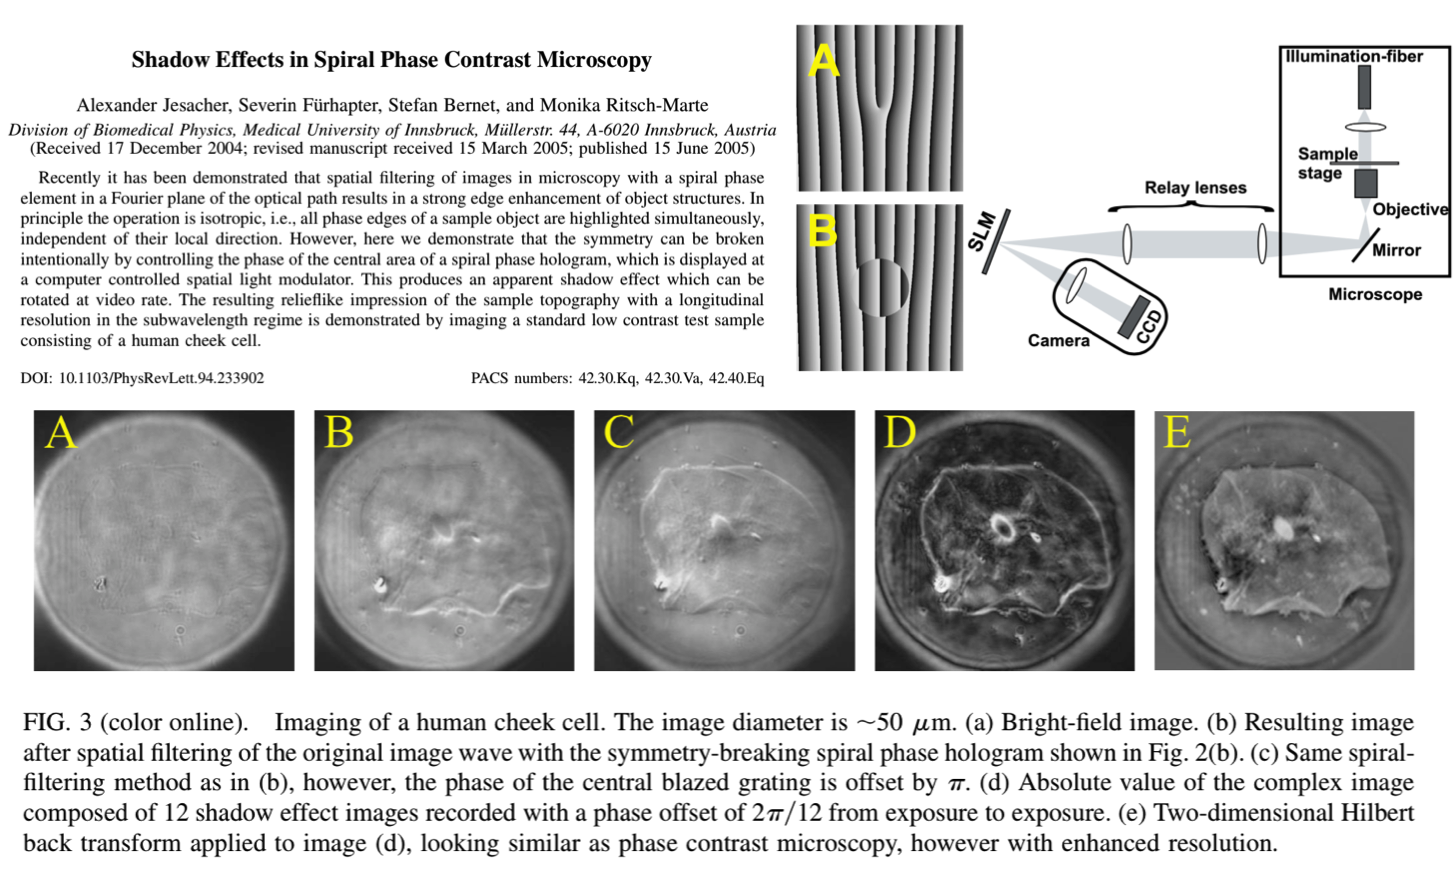 Shadow Effects in Spiral Phase Contrast Microscopy
Alexander Jesacher, Severin Fürhapter, Stefan Bernet, and Monika Ritsch-Marte
Division of Biomedical Physics, Medical University of Innsbruck, Müllerstr. 44, A-6020 Innsbruck, Austria
(Received 17 December 2004; revised manuscript received 15 March 2005; published 15 June 2005)
Recently it has been demonstrated that spatial filtering of images in microscopy with a spiral phase
element in a Fourier plane of the optical path results in a strong edge enhancement of object structures. In
principle the operation is isotropic, i.e., all phase edges of a sample object are highlighted simultaneously,
independent of their local direction. However, here we demonstrate that the symmetry can be broken
intentionally by controlling the phase of the central area of a spiral phase hologram, which is displayed at
a computer controlled spatial light modulator. This produces an apparent shadow effect which can be
rotated at video rate. The resulting relieflike impression of the sample topography with a longitudinal
resolution in the subwavelength regime is demonstrated by imaging a standard low contrast test sample
consisting of a human cheek cell.
DOI: 10.1103/PhysRevLett.94.233902
PACS numbers: 42.30.Kq, 42.30.Va, 42.40.Eq
A
B
Illumination-fiber
Sample
stage
Objective
Mirror
Microscope
Relay lenses
SLM
Camera
CCD
A
B
C
D
E
FIG. 3 (color online). Imaging of a human cheek cell. The image diameter is ~50 μm. (a) Bright-field image. (b) Resulting image
after spatial filtering of the original image wave with the symmetry-breaking spiral phase hologram shown in Fig. 2(b). (c) Same spiral-
filtering method as in (b), however, the phase of the central blazed grating is offset by π. (d) Absolute value of the complex image
composed of 12 shadow effect images recorded with a phase offset of 2π/12 from exposure to exposure. (e) Two-dimensional Hilbert
back transform applied to image (d), looking similar as phase contrast microscopy, however with enhanced resolution.